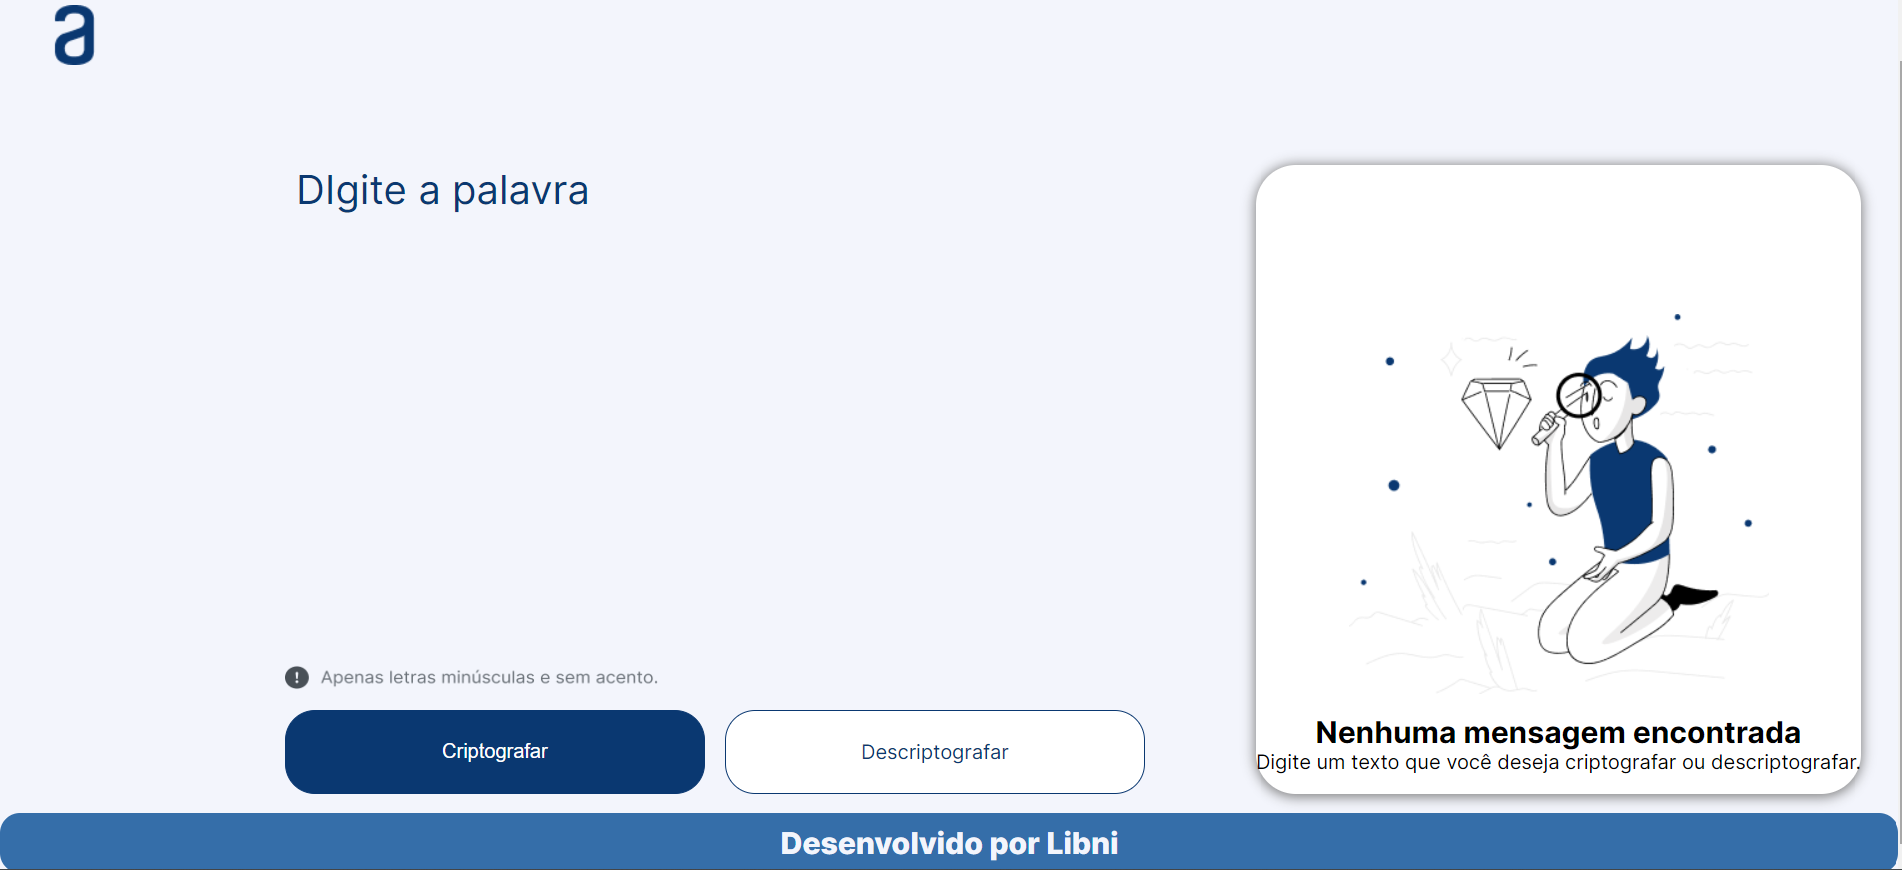 a
DIgite a palavra
! Apenas letras minúsculas e sem acento.
Criptografar
Descriptografar
Nenhuma mensagem encontrada
Digite um texto que você deseja criptografar ou descriptografar.
Desenvolvido por Libni